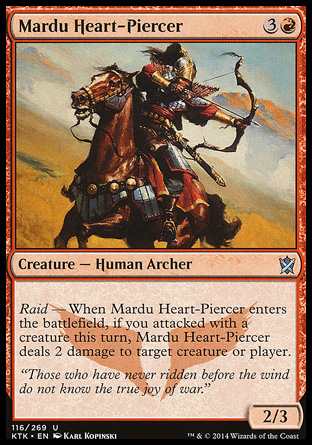 Mardu Heart-Piercer 3
Creature — Human Archer
Raid — When Mardu Heart-Piercer enters
the battlefield, if you attacked with a
creature this turn, Mardu Heart-Piercer
deals 2 damage to target creature or player.
“Those who have never ridden before the wind
do not know the true joy of war.”
2/3
116/269 U
KTK • EN Karl Kopinski ™ & © 2014 Wizards of the Coast